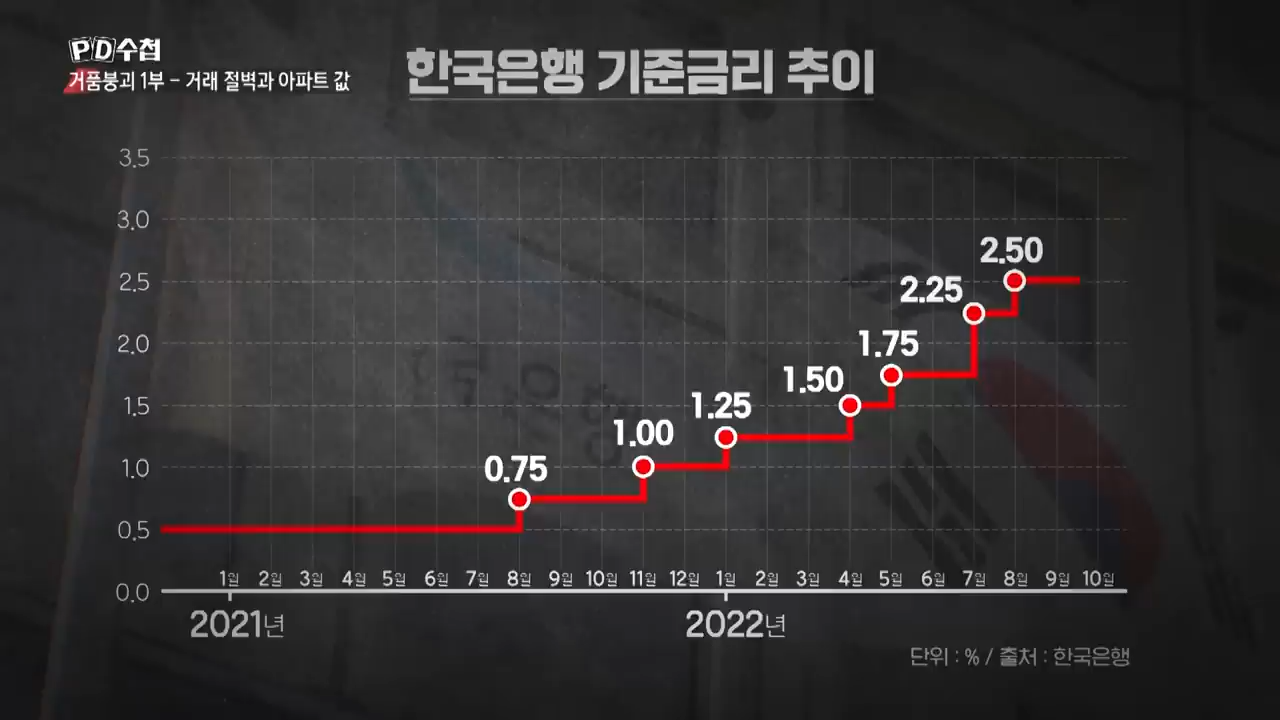 PD수첩
거품붕괴 1부 - 거래 절벽과 아파트 값
한국은행 기준금리 추이
3.5
3.0
2.5
2.0
1.5
1.0
0.5
0.0
0.75
1.00
1.25
1.50
1.75
2.25
2.50
1월 2월 3월 4월 5월 6월 7월 8월 9월 10월 11월 12월 1월 2월 3월 4월 5월 6월 7월 8월 9월 10월
2021년 2022년
단위 : % / 출처 : 한국은행